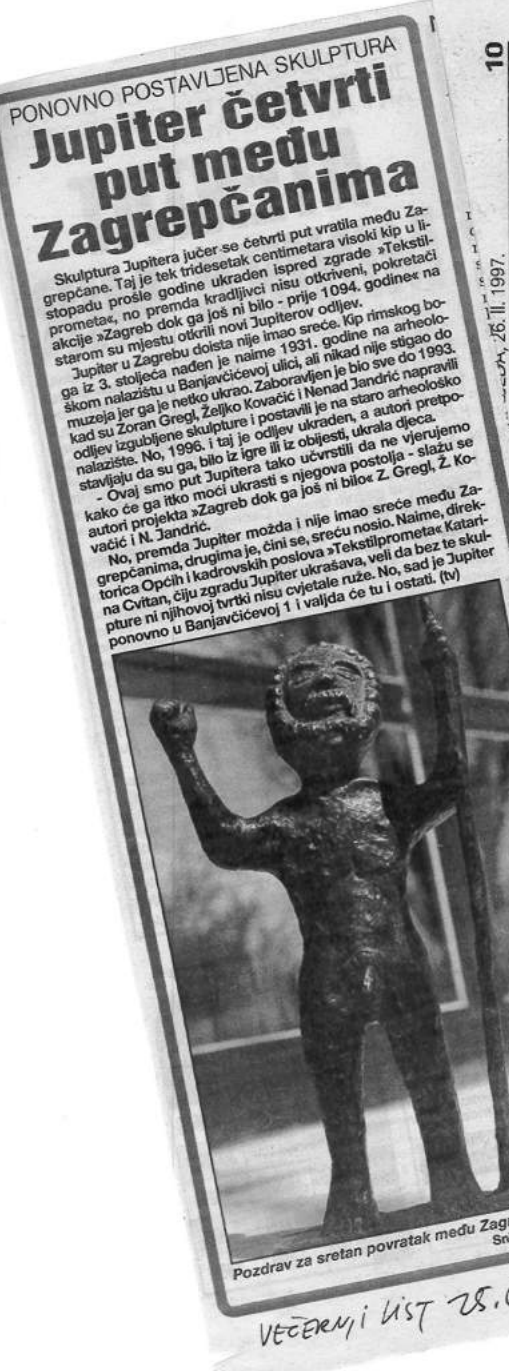 PONOVNO POSTAVLJENA SKULPTURA
Jupiter četvrti
put među
Zagrepčanima
Skulptura Jupitera jučer se četvrti put vratila među Za-
grepčane. Taj je tek tridesetak centimetara visoki kip u li-
stopadu prošle godine ukraden ispred zgrade »Tekstil-
prometa«, no premda kradljivci nisu otkriveni, pokretači
akcije »Zagreb dok ga još ni bilo - prije 1094. godine« na
starom su mjestu otkrili novi Jupiterov odljev.
Jupiter u Zagrebu doista nije imao sreće. Kip rimskog bo-
ga iz 3. stoljeća nađen je naime 1931. godine na arheolo-
škom nalazištu u Banjavčićevoj ulici, ali nikad nije stigao do
muzeja jer ga je netko ukrao. Zaboravljen je bio sve do 1993.
kad su Zoran Gregl, Željko Kovačić i Nenad Jandrić napravili
odljev izgubljene skulpture i postavili je na staro arheološko
nalazište. No, 1996. i taj je odljev ukraden, a autori pretpo-
stavljaju da su ga, bilo iz igre ili iz obijesti, ukrala djeca.
- Ovaj smo put Jupitera tako učvrstili da ne vjerujemo
kako će ga itko moći ukrasti s njegova postolja - slažu se
autori projekta »Zagreb dok ga još ni bilo« Z. Gregl, Ž. Ko-
vačić i N. Jandrić.
No, premda Jupiter možda i nije imao sreće među Za-
grepčanima, drugima je, čini se, sreću nosio. Naime, direk-
torica Općih i kadrovskih poslova »Tekstilprometa« Katari-
na Cvitan, čiju zgradu Jupiter ukrašava, veli da bez te skul-
pture ni njihovoj tvrtki nisu cvjetale ruže. No, sad je Jupiter
ponovno u Banjavčićevoj 1 i valjda će tu i ostati. (tv)
Pozdrav za sretan povratak među Zagr
VEČERNJI LIST 25.
10
26. II. 1997.